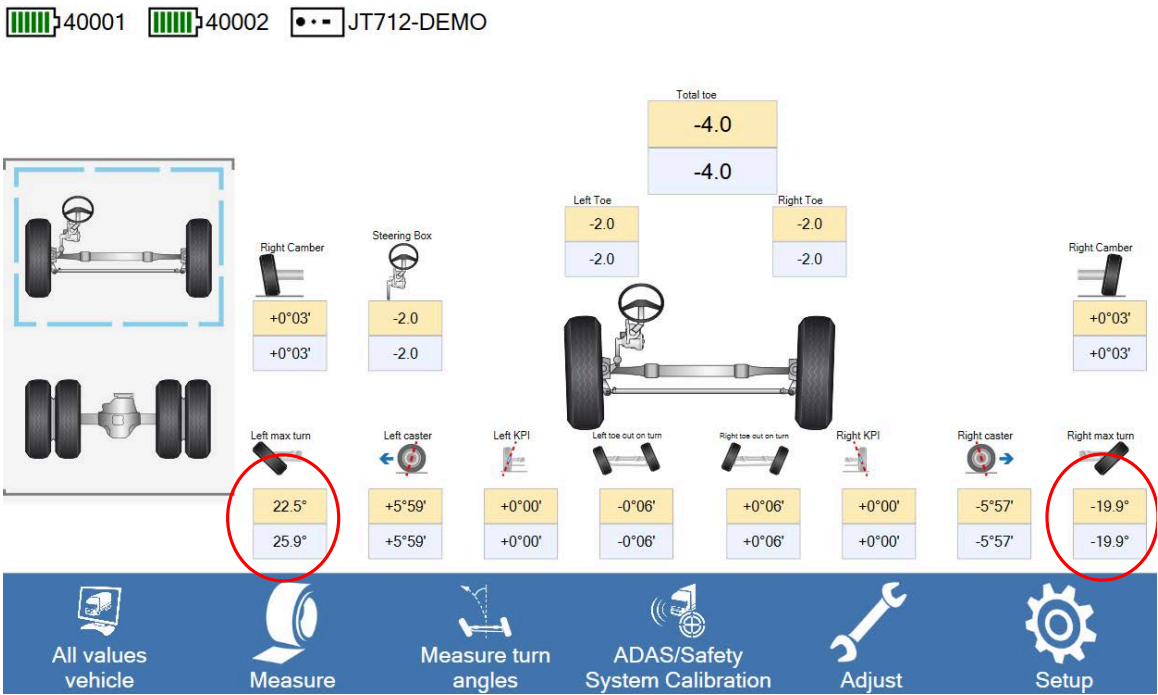 40001 40002 JT712-DEMO
Total toe
-4.0
-4.0
Left Toe Right Toe
-2.0 -2.0
-2.0 -2.0
Right Camber Steering Box Right Camber
+0°03' -2.0 +0°03'
+0°03' -2.0 +0°03'
Left max turn Left caster Left KPI Left toe out on turn Right toe out on turn Right KPI Right caster Right max turn
22.5° +5°59' +0°00' -0°06' +0°06' +0°00' -5°57' -19.9°
25.9° +5°59' +0°00' -0°06' +0°06' +0°00' -5°57' -19.9°
All values
vehicle
Measure
Measure turn
angles
ADAS/Safety
System Calibration
Adjust
Setup